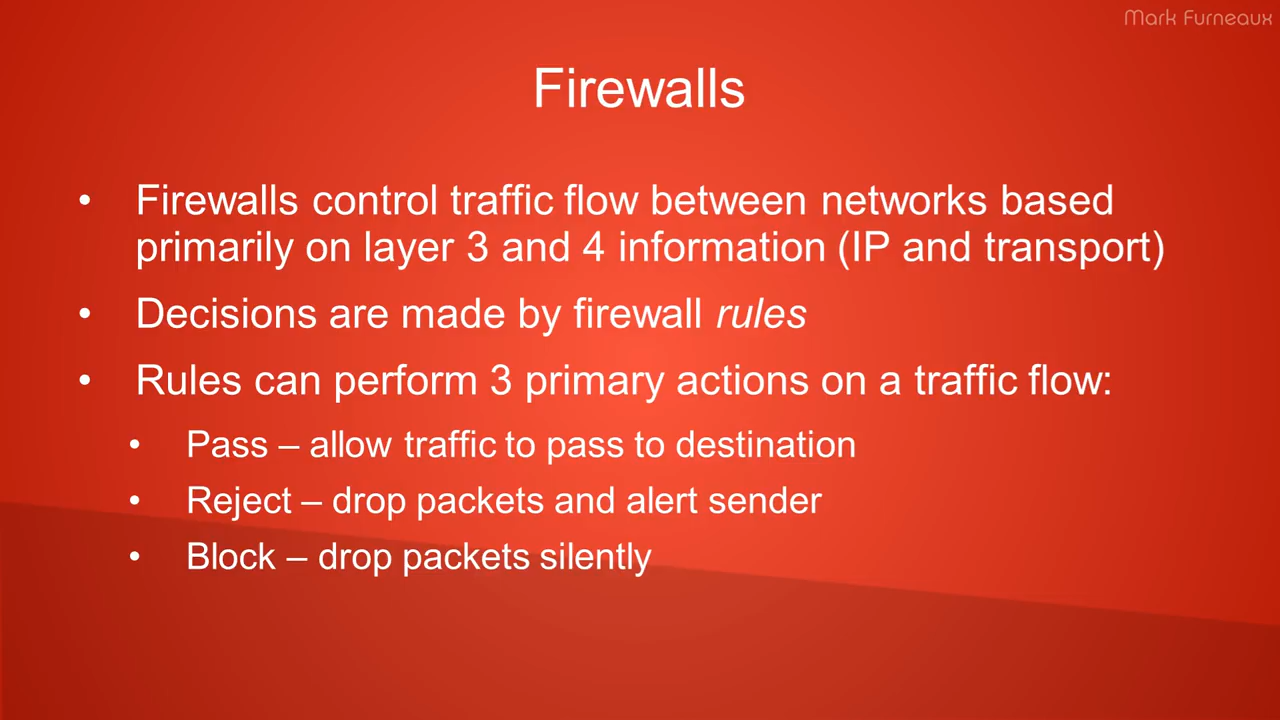 Mark Furneaux
Firewalls
• Firewalls control traffic flow between networks based
primarily on layer 3 and 4 information (IP and transport)
• Decisions are made by firewall rules
• Rules can perform 3 primary actions on a traffic flow:
• Pass – allow traffic to pass to destination
• Reject – drop packets and alert sender
• Block – drop packets silently